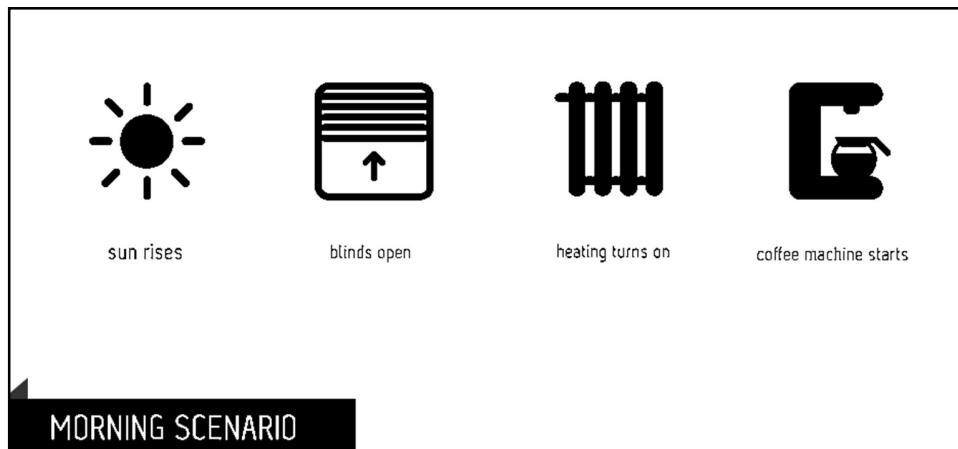 sun rises
blinds open
heating turns on
coffee machine starts
MORNING SCENARIO